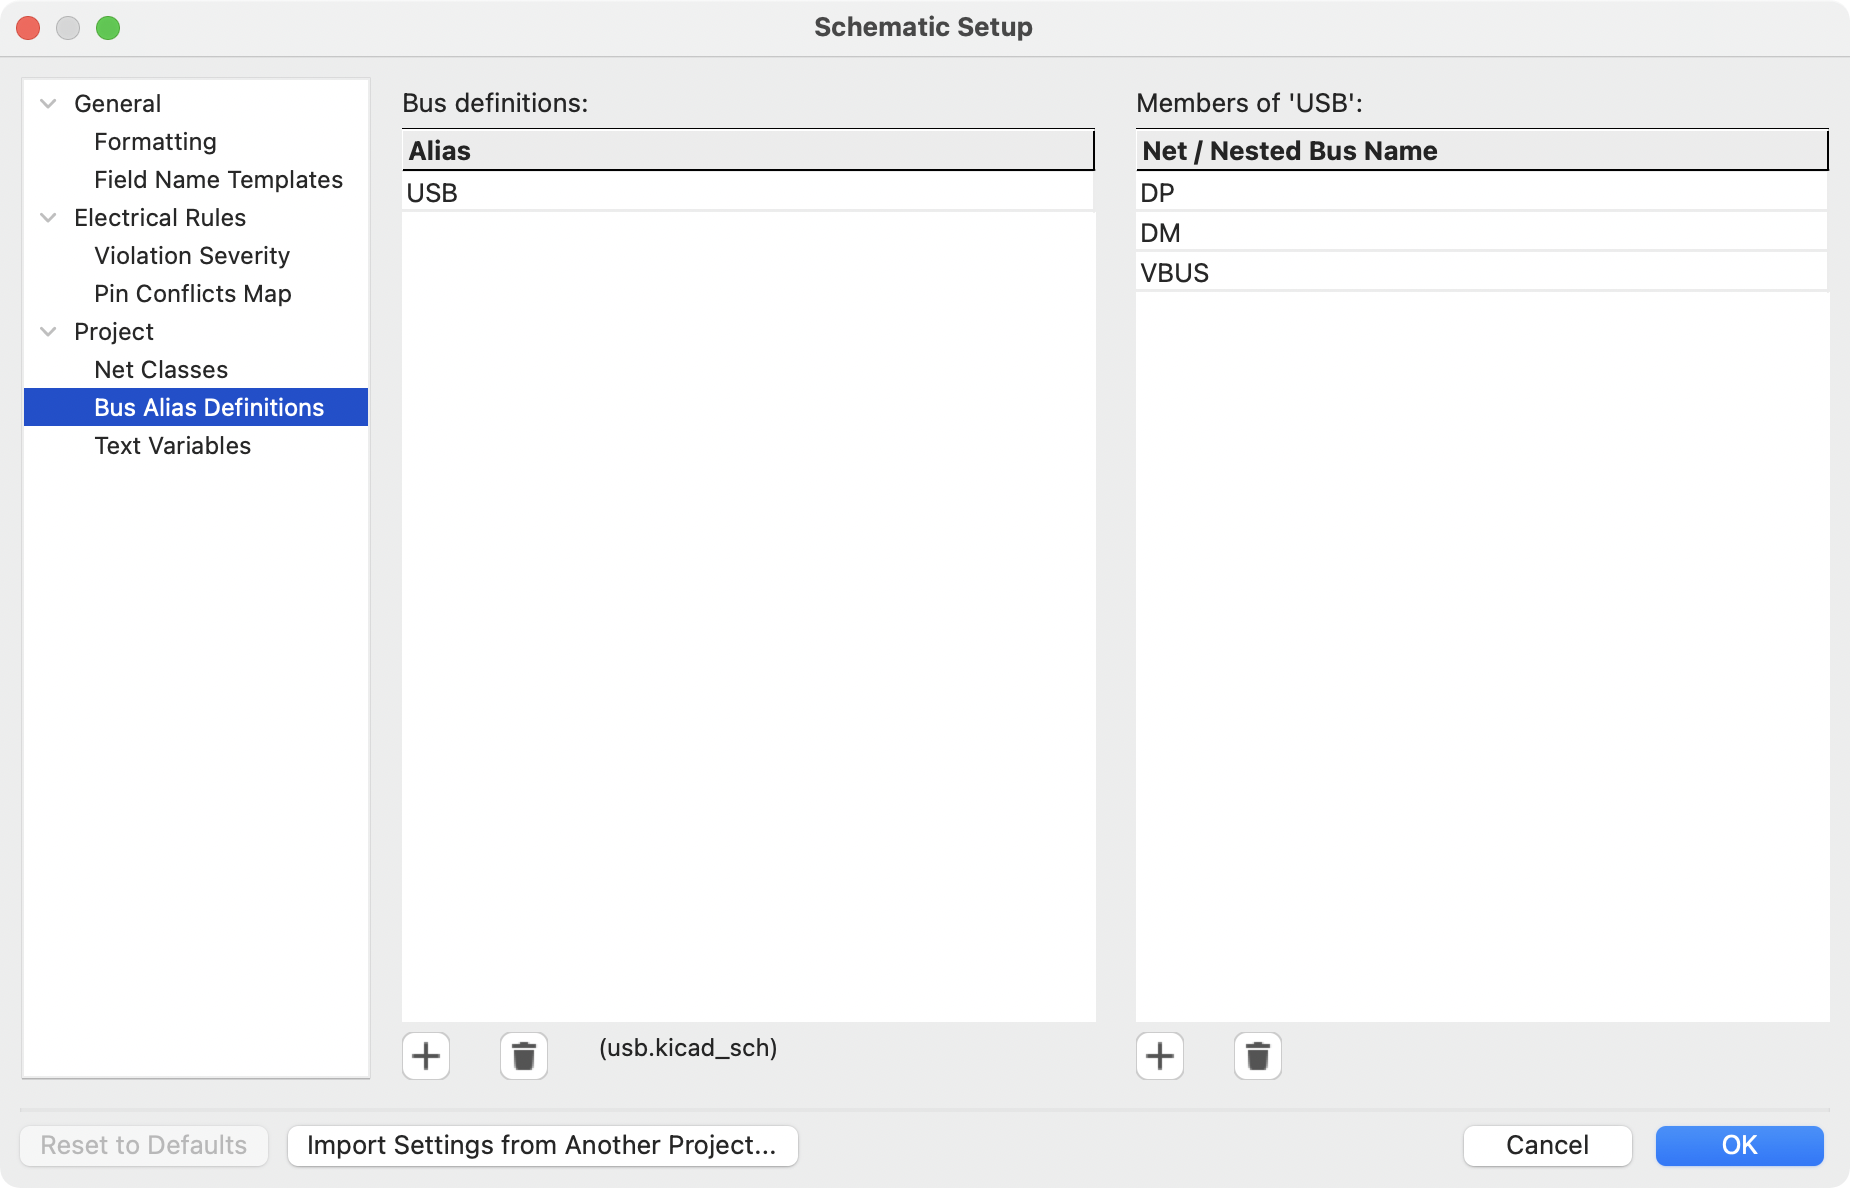 Schematic Setup
General
Formatting
Field Name Templates
Electrical Rules
Violation Severity
Pin Conflicts Map
Project
Net Classes
Bus Alias Definitions
Text Variables
Bus definitions:
Alias
USB
(usb.kicad_sch)
Members of 'USB':
Net / Nested Bus Name
DP
DM
VBUS
Reset to Defaults
Import Settings from Another Project...
Cancel
OK